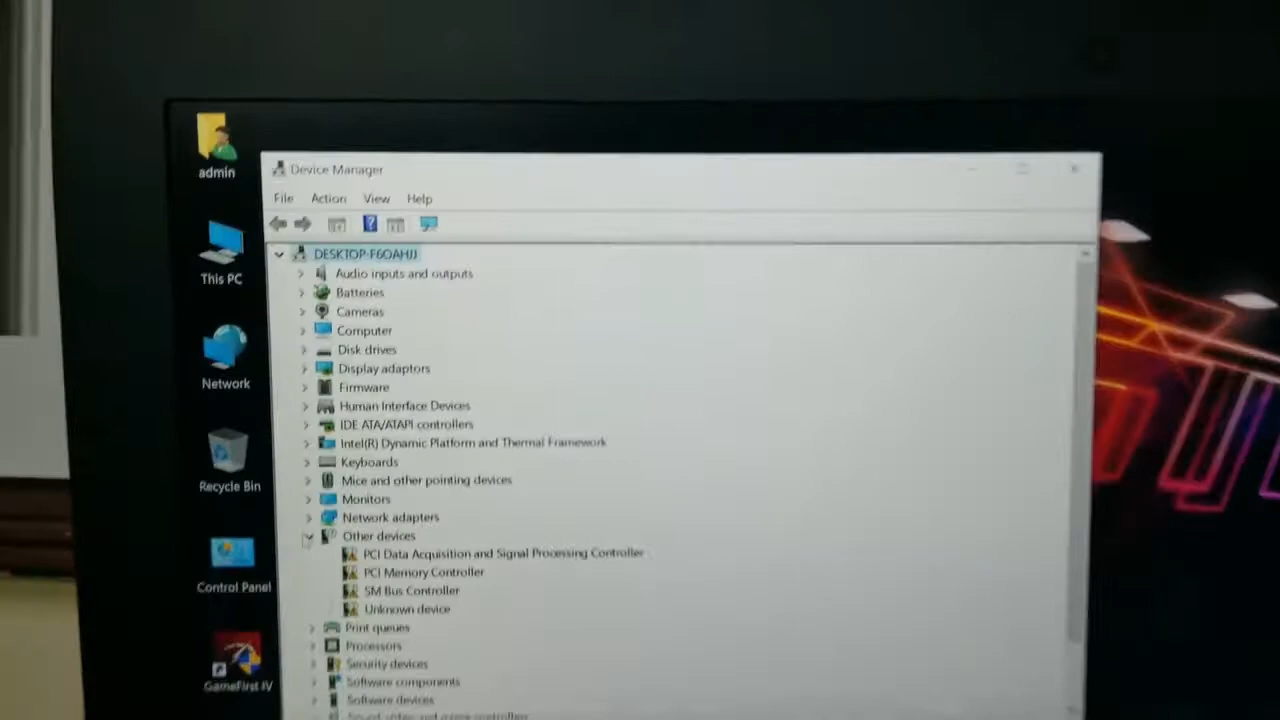 admin
This PC
Network
Recycle Bin
Control Panel
GameFirst IV
Device Manager
File Action View Help
DESKTOP-F6OAHJJ
Audio inputs and outputs
Batteries
Cameras
Computer
Disk drives
Display adaptors
Firmware
Human Interface Devices
IDE ATA/ATAPI controllers
Intel(R) Dynamic Platform and Thermal Framework
Keyboards
Mice and other pointing devices
Monitors
Network adapters
Other devices
PCI Data Acquisition and Signal Processing Controller
PCI Memory Controller
SM Bus Controller
Unknown device
Print queues
Processors
Security devices
Software components
Software devices